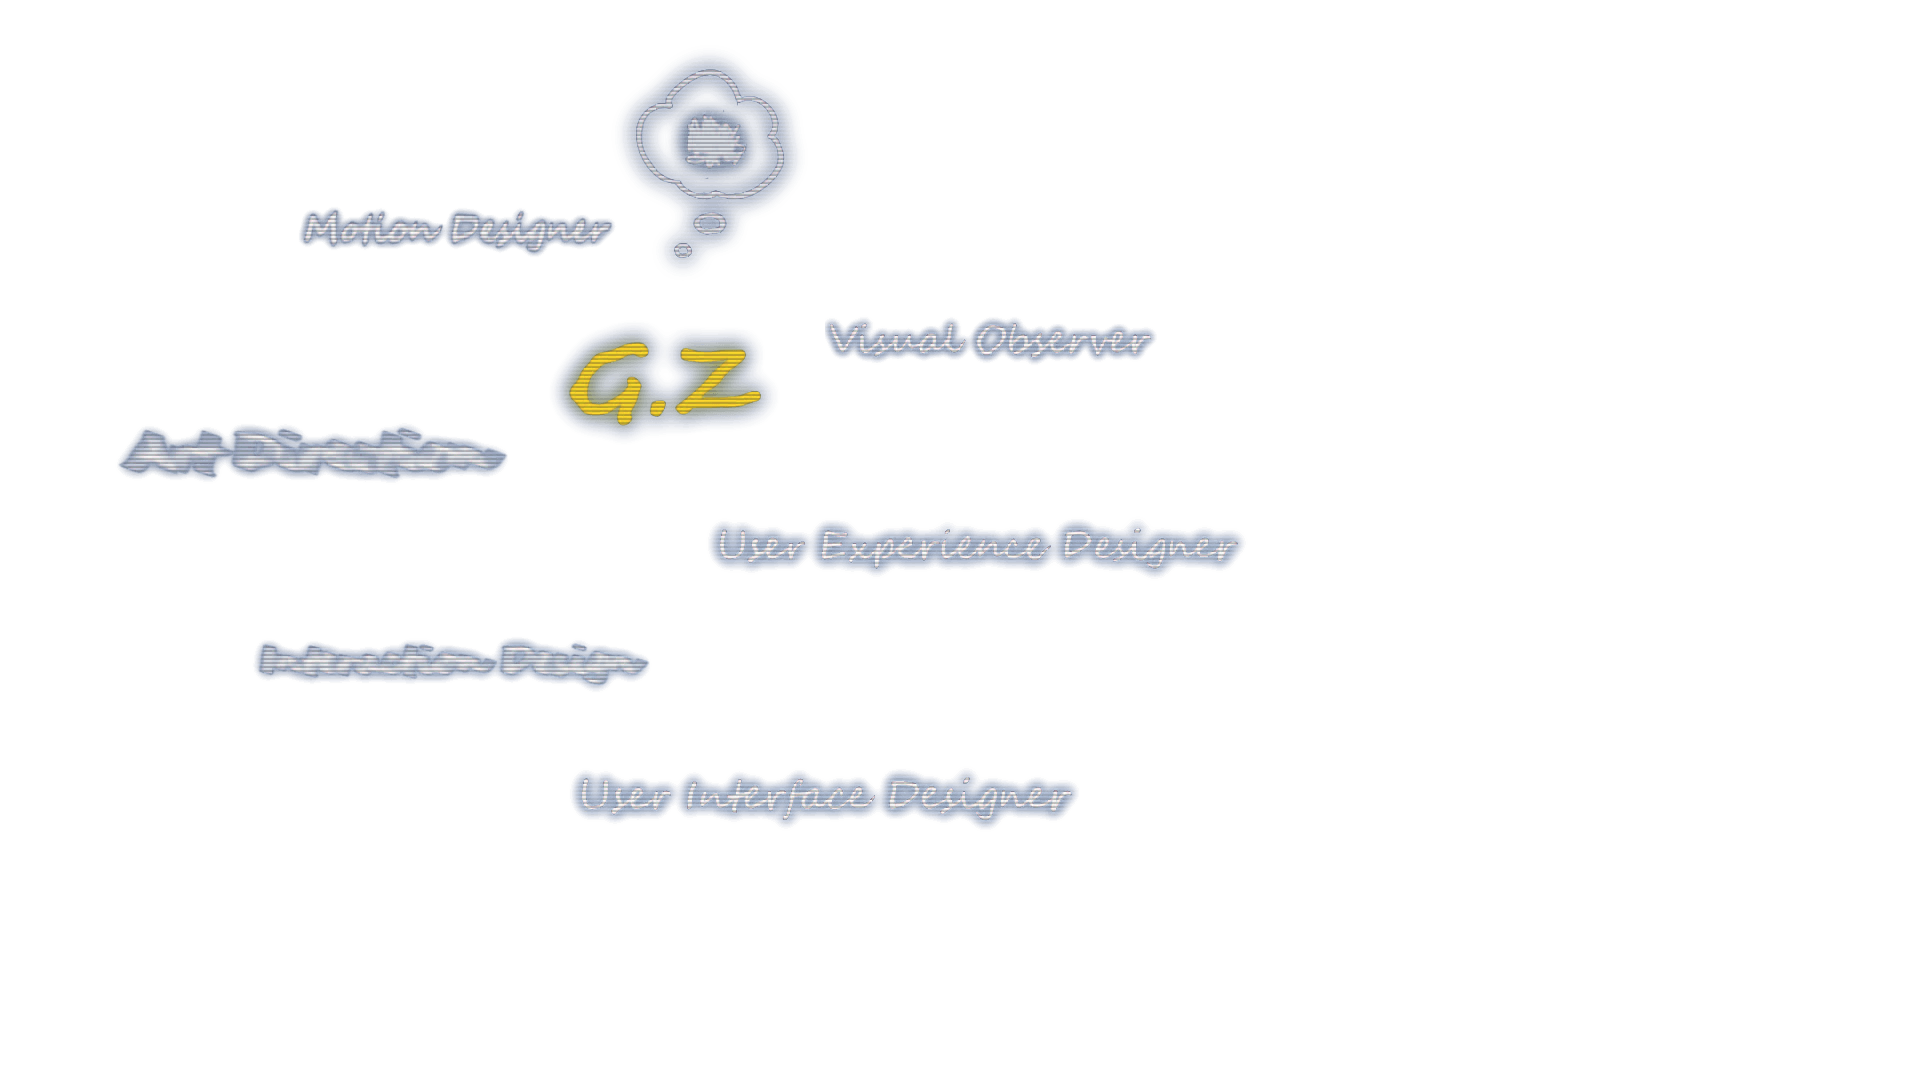 Motion Designer
Visual Observer
G.Z
Art Direction
User Experience Designer
Interaction Design
User Interface Designer